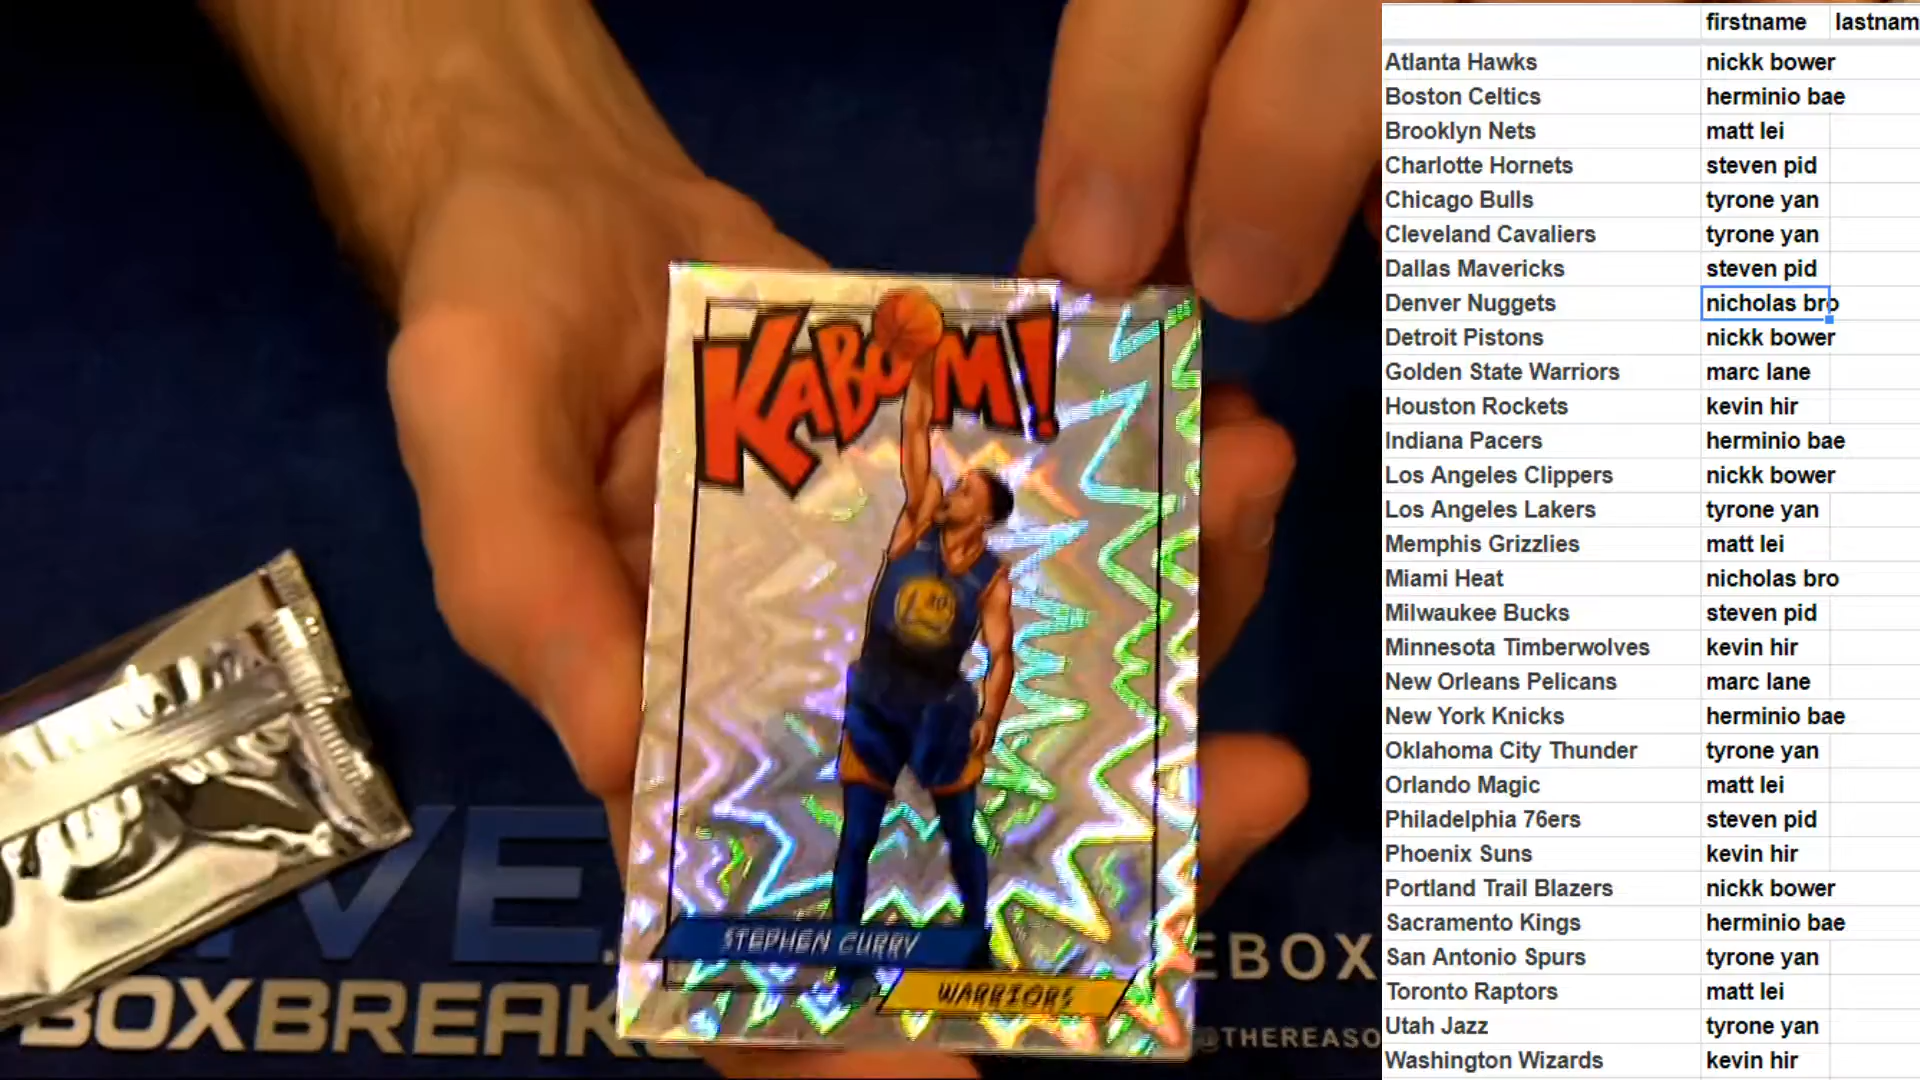 KABOOM!
STEPHEN CURRY
WARRIORS
30
BOXBREAK
EBOX
@THEREASO
firstname lastnam
Atlanta Hawks nickk bower
Boston Celtics herminio bae
Brooklyn Nets matt lei
Charlotte Hornets steven pid
Chicago Bulls tyrone yan
Cleveland Cavaliers tyrone yan
Dallas Mavericks steven pid
Denver Nuggets nicholas bro
Detroit Pistons nickk bower
Golden State Warriors marc lane
Houston Rockets kevin hir
Indiana Pacers herminio bae
Los Angeles Clippers nickk bower
Los Angeles Lakers tyrone yan
Memphis Grizzlies matt lei
Miami Heat nicholas bro
Milwaukee Bucks steven pid
Minnesota Timberwolves kevin hir
New Orleans Pelicans marc lane
New York Knicks herminio bae
Oklahoma City Thunder tyrone yan
Orlando Magic matt lei
Philadelphia 76ers steven pid
Phoenix Suns kevin hir
Portland Trail Blazers nickk bower
Sacramento Kings herminio bae
San Antonio Spurs tyrone yan
Toronto Raptors matt lei
Utah Jazz tyrone yan
Washington Wizards kevin hir